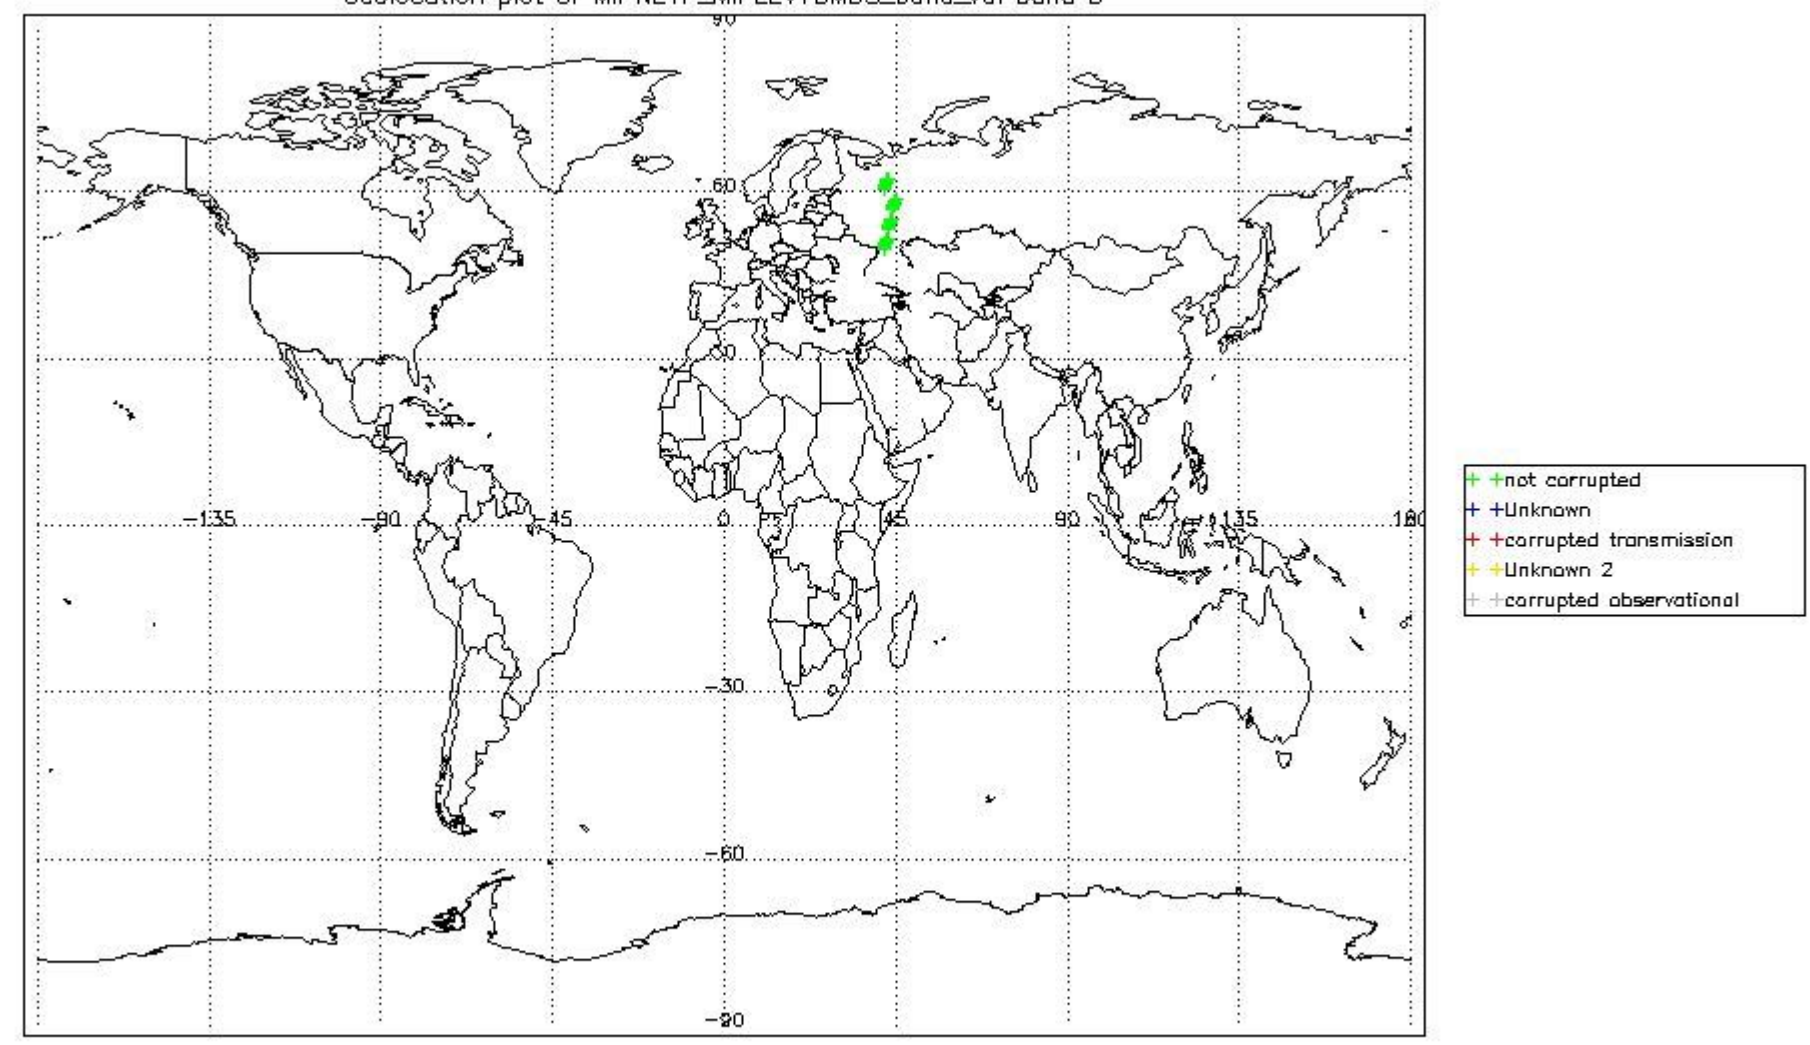 90
60
30
-135
-90
-45
0
45
90
135
180
-30
-60
-90
not corrupted
Unknown
corrupted transmission
Unknown 2
corrupted observational